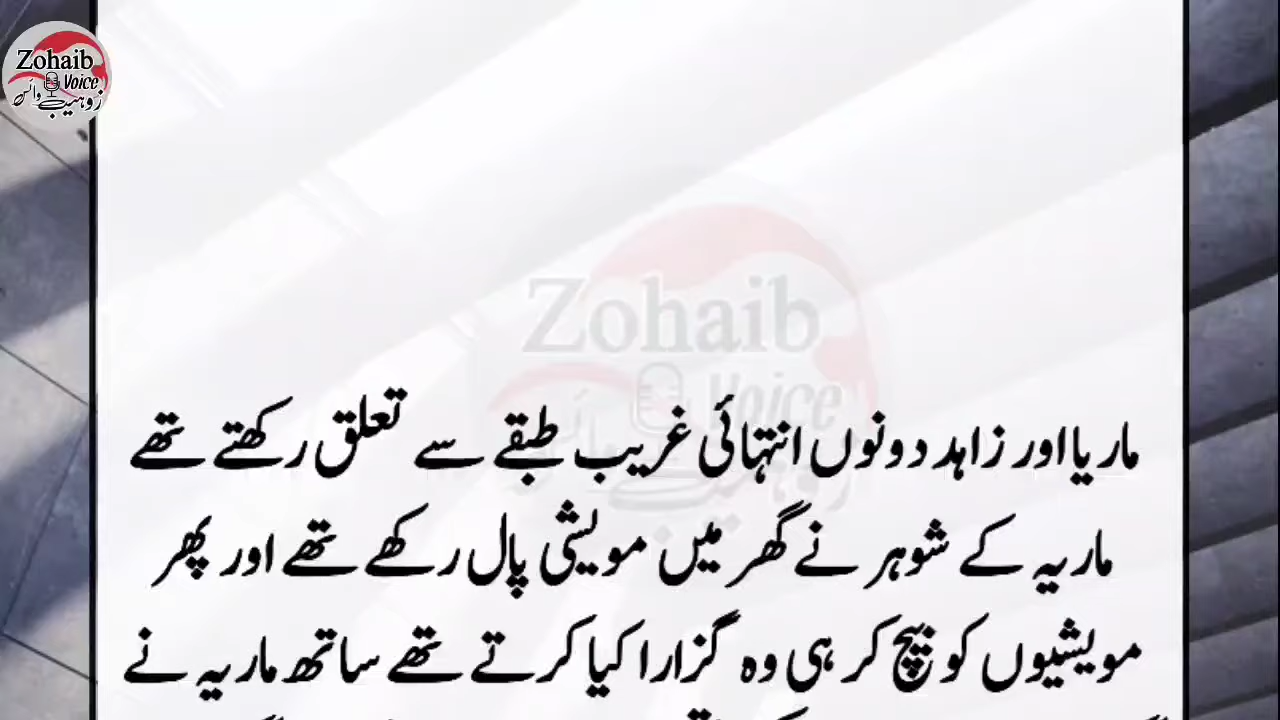 Zohaib
Voice
زوہیب وائس
Zohaib
Voice
ماریا اور زاہد دونوں انتہائی غریب طبقے سے تعلق رکھتے تھے
ماریہ کے شوہر نے گھر میں مویشی پال رکھے تھے اور پھر
مویشیوں کو بیچ کر ہی وہ گزارا کیا کرتے تھے ساتھ ماریہ نے